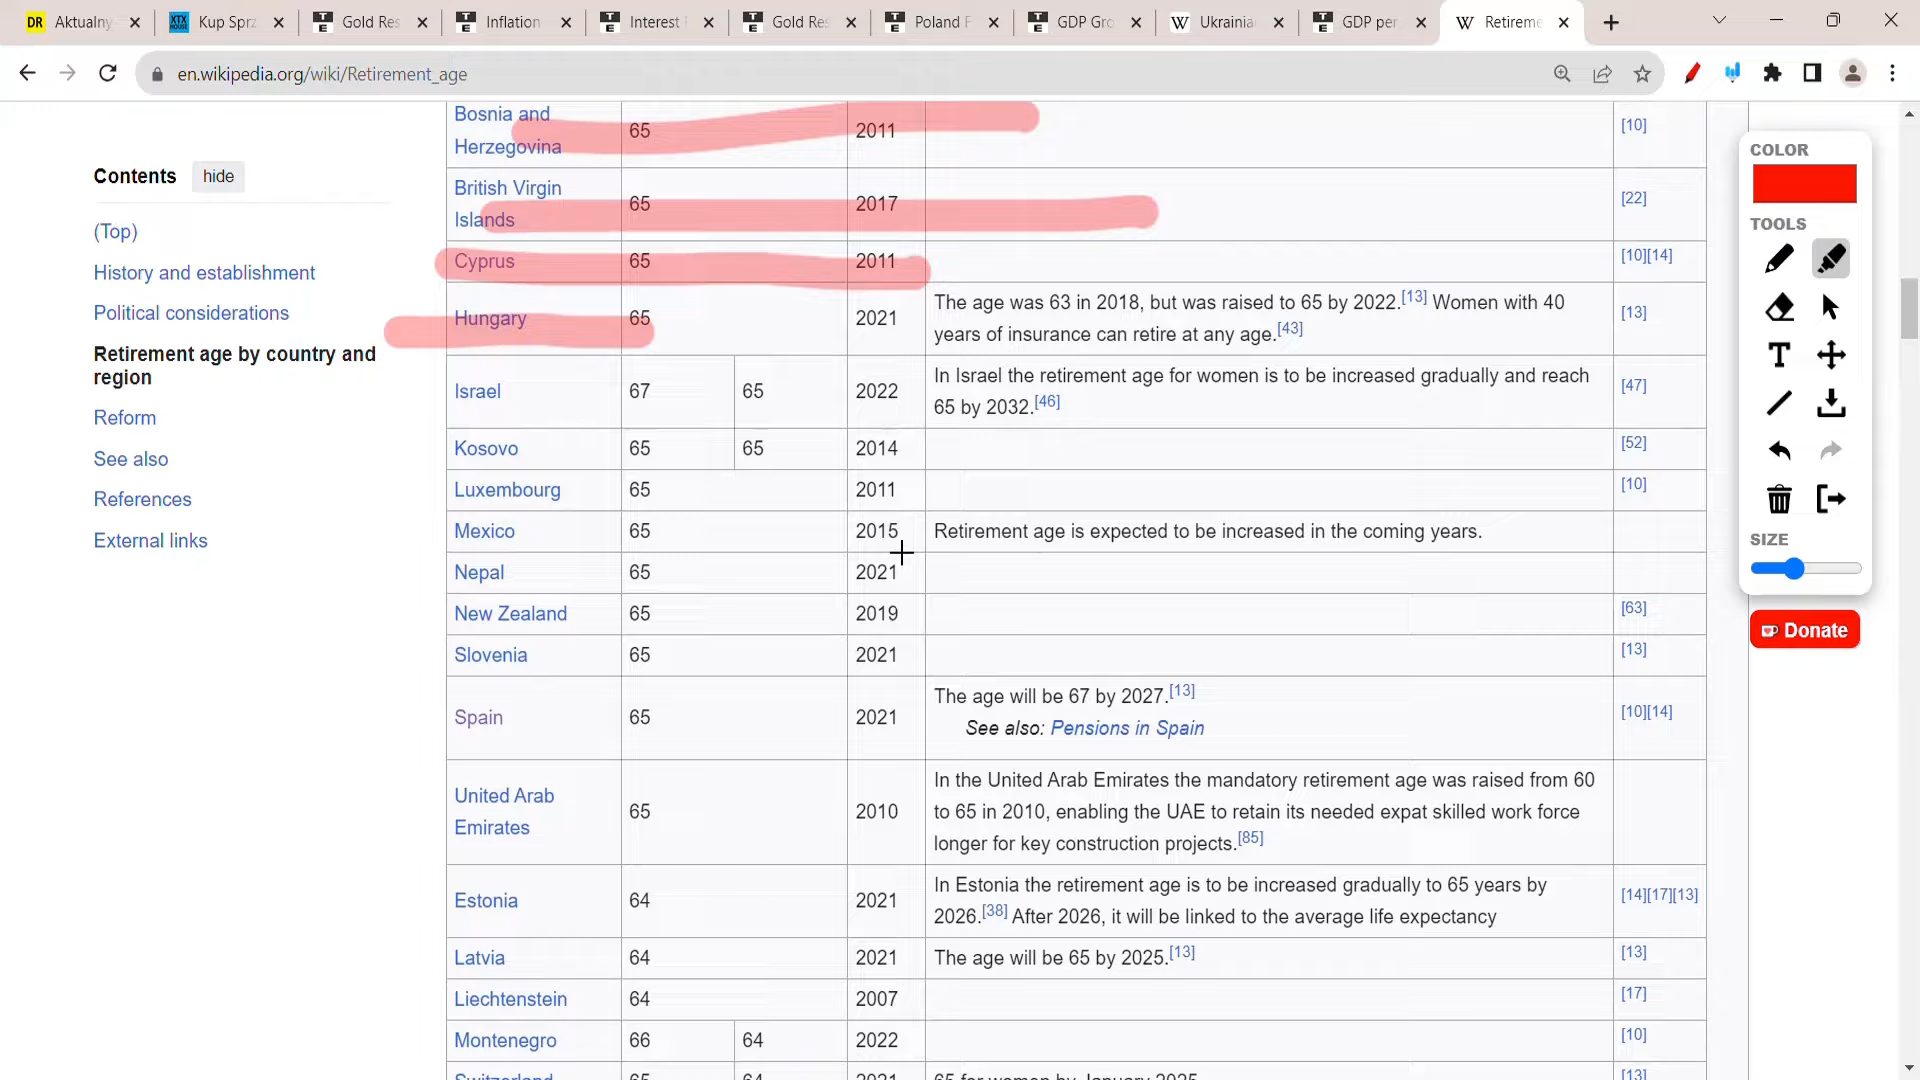 Aktualny
Kup Sprz
Gold Res
Inflation
Interest
Gold Res
Poland F
GDP Gro
Ukrainia
GDP per
Retireme
en.wikipedia.org/wiki/Retirement_age
Contents hide
(Top)
History and establishment
Political considerations
Retirement age by country and
region
Reform
See also
References
External links
Bosnia and
Herzegovina 65 2011 [10]
British Virgin
Islands 65 2017 [22]
Cyprus 65 2011 [10][14]
Hungary 65 2021 The age was 63 in 2018, but was raised to 65 by 2022.[13] Women with 40
years of insurance can retire at any age.[43] [13]
Israel 67 65 2022 In Israel the retirement age for women is to be increased gradually and reach
65 by 2032.[46] [47]
Kosovo 65 65 2014 [52]
Luxembourg 65 2011 [10]
Mexico 65 2015 Retirement age is expected to be increased in the coming years.
Nepal 65 2021
New Zealand 65 2019 [63]
Slovenia 65 2021 [13]
Spain 65 2021 The age will be 67 by 2027.[13]
See also: Pensions in Spain [10][14]
United Arab
Emirates 65 2010 In the United Arab Emirates the mandatory retirement age was raised from 60
to 65 in 2010, enabling the UAE to retain its needed expat skilled work force
longer for key construction projects.[85]
Estonia 64 2021 In Estonia the retirement age is to be increased gradually to 65 years by
2026.[38] After 2026, it will be linked to the average life expectancy [14][17][13]
Latvia 64 2021 The age will be 65 by 2025.[13] [13]
Liechtenstein 64 2007 [17]
Montenegro 66 64 2022 [10]
Switzerland 65 64 2021 65 for women by January 2025 [13]
COLOR
TOOLS
SIZE
Donate